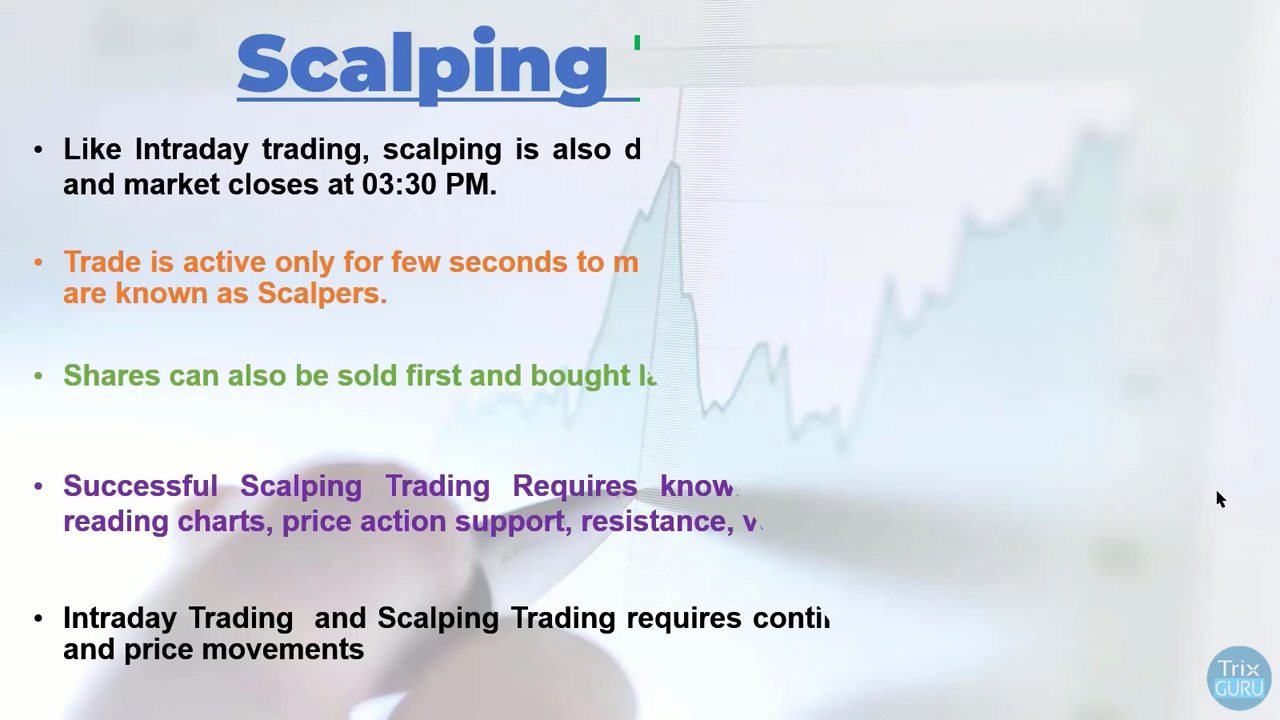 Scalping
• Like Intraday trading, scalping is also
and market closes at 03:30 PM.
• Trade is active only for few seconds to
are known as Scalpers.
• Shares can also be sold first and bought
• Successful Scalping Trading Requires
reading charts, price action support, resistance,
• Intraday Trading and Scalping Trading requires
and price movements
Trix
GURU